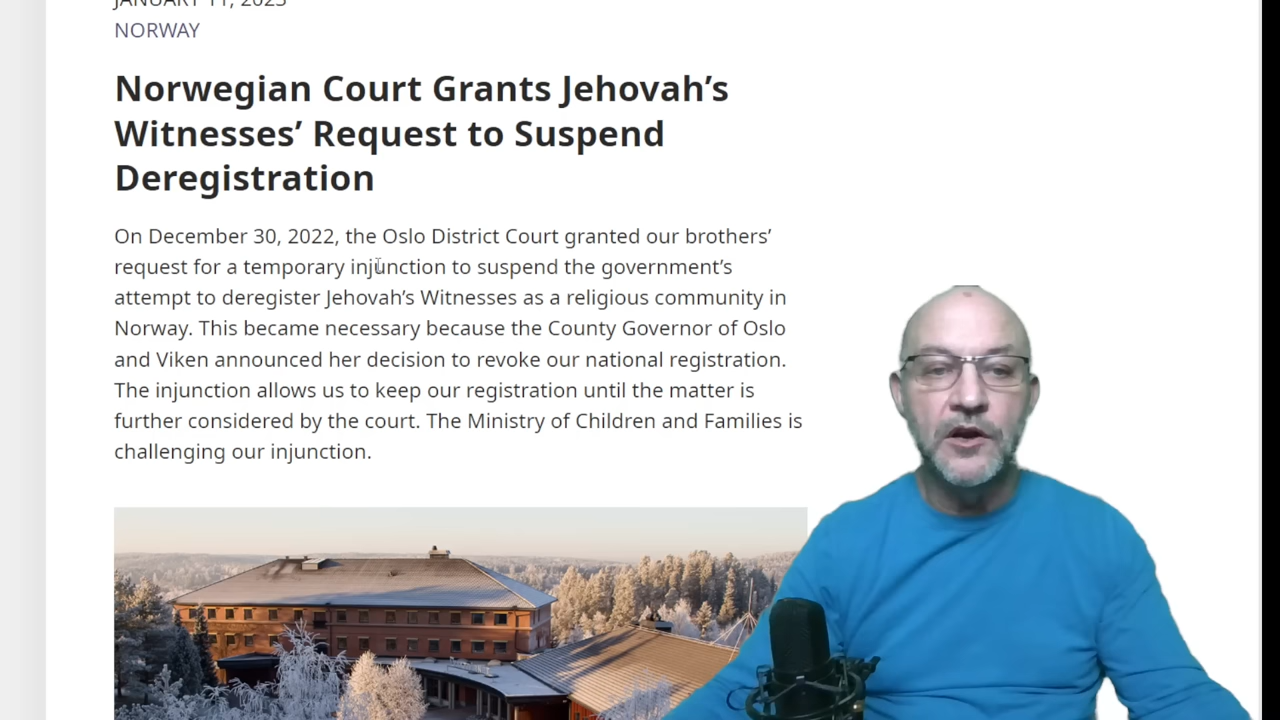 JANUARY 11, 2023
NORWAY
Norwegian Court Grants Jehovah’s
Witnesses’ Request to Suspend
Deregistration
On December 30, 2022, the Oslo District Court granted our brothers’
request for a temporary injunction to suspend the government’s
attempt to deregister Jehovah’s Witnesses as a religious community in
Norway. This became necessary because the County Governor of Oslo
and Viken announced her decision to revoke our national registration.
The injunction allows us to keep our registration until the matter is
further considered by the court. The Ministry of Children and Families is
challenging our injunction.